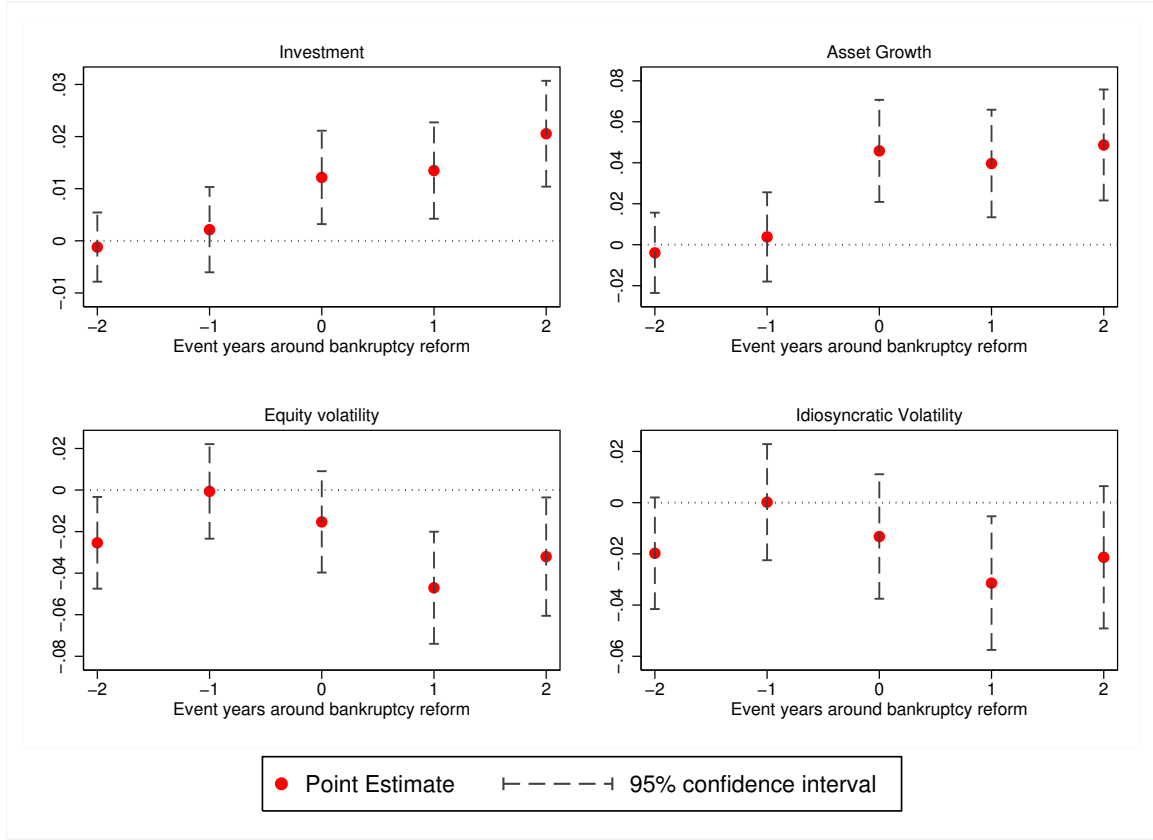 Investment
.03
.02
.01
0
-.01
−2 −1 0 1 2
Event years around bankruptcy reform
Asset Growth
.08
.06
.04
.02
0
-.02
−2 −1 0 1 2
Event years around bankruptcy reform
Equity volatility
.02
0
-.02
-.04
-.06
-.08
−2 −1 0 1 2
Event years around bankruptcy reform
Idiosyncratic Volatility
.02
0
-.02
-.04
-.06
−2 −1 0 1 2
Event years around bankruptcy reform
Point Estimate 95% confidence interval